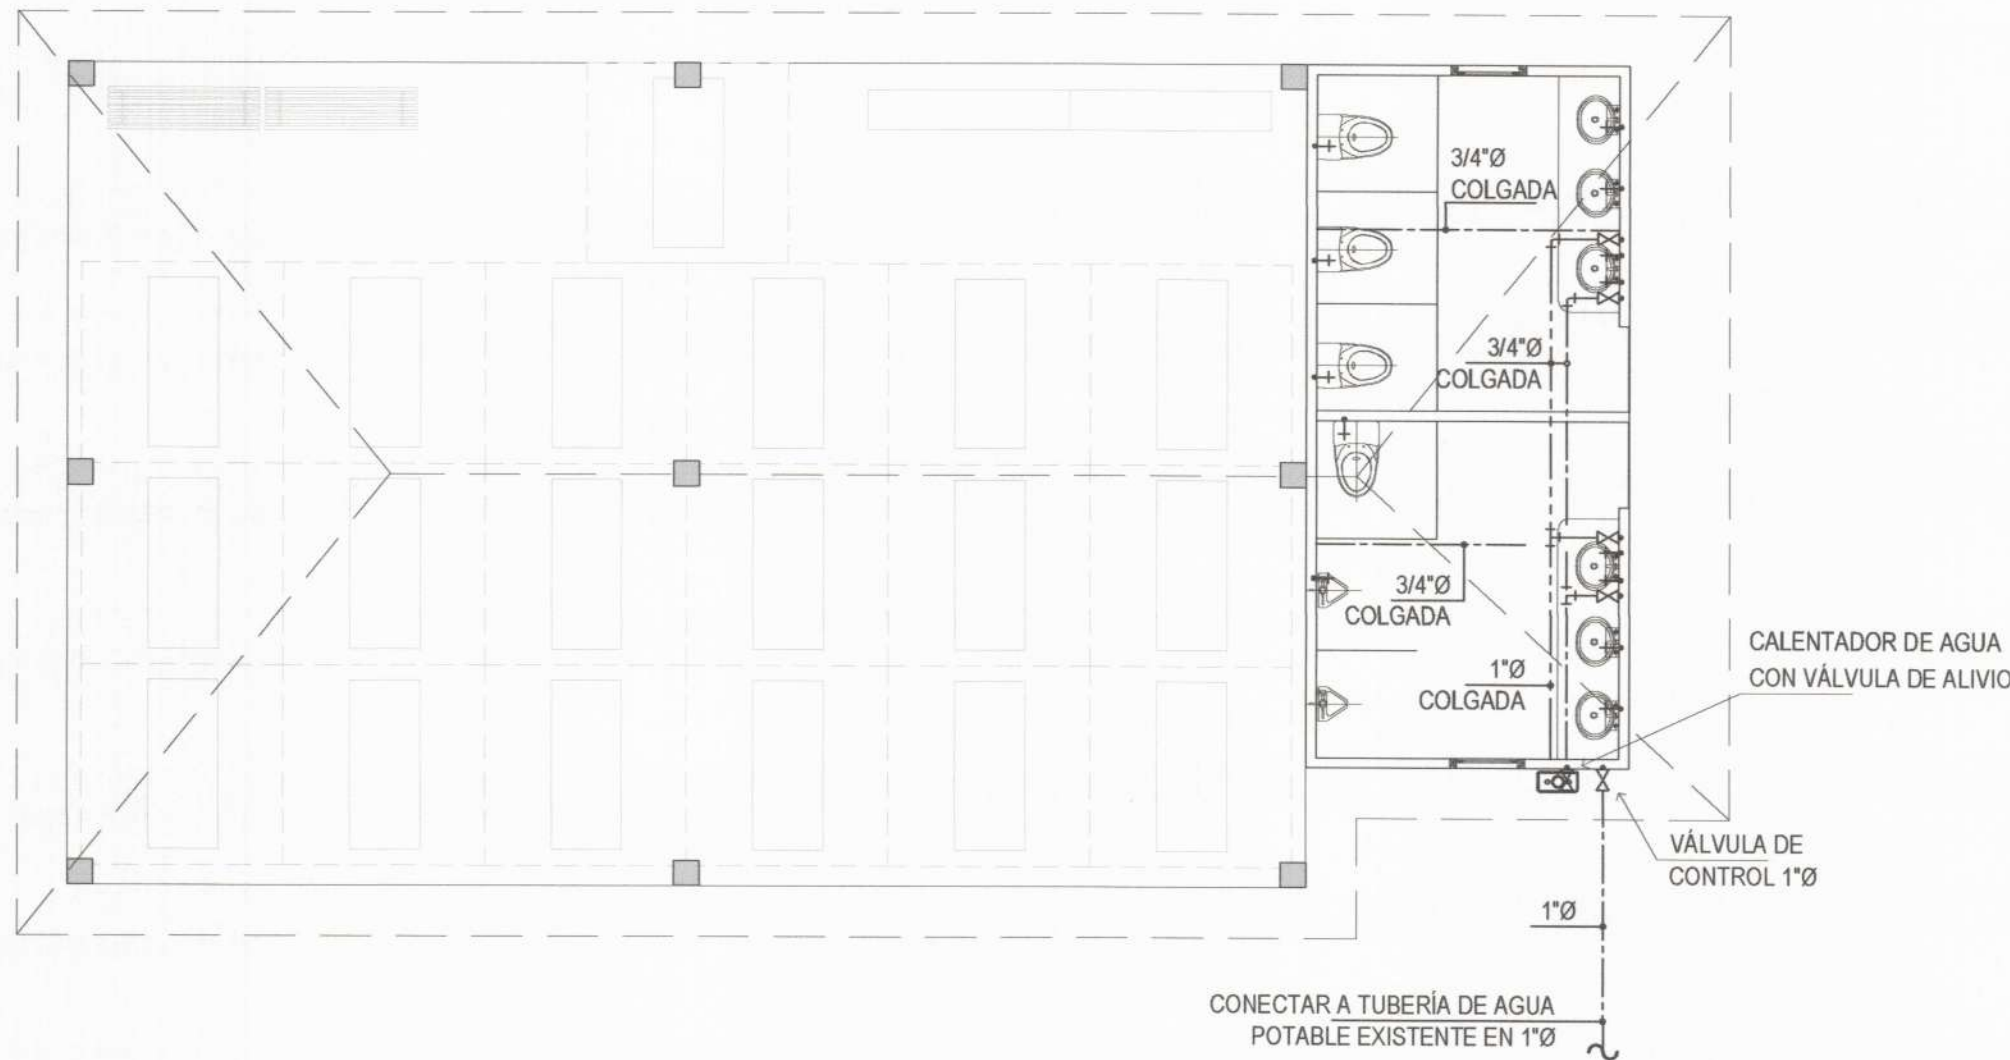 3/4"Ø
COLGADA
3/4"Ø
COLGADA
3/4"Ø
COLGADA
1"Ø
COLGADA
CALENTADOR DE AGUA
CON VÁLVULA DE ALIVIO
VÁLVULA DE
CONTROL 1"Ø
1"Ø
CONECTAR A TUBERÍA DE AGUA
POTABLE EXISTENTE EN 1"Ø